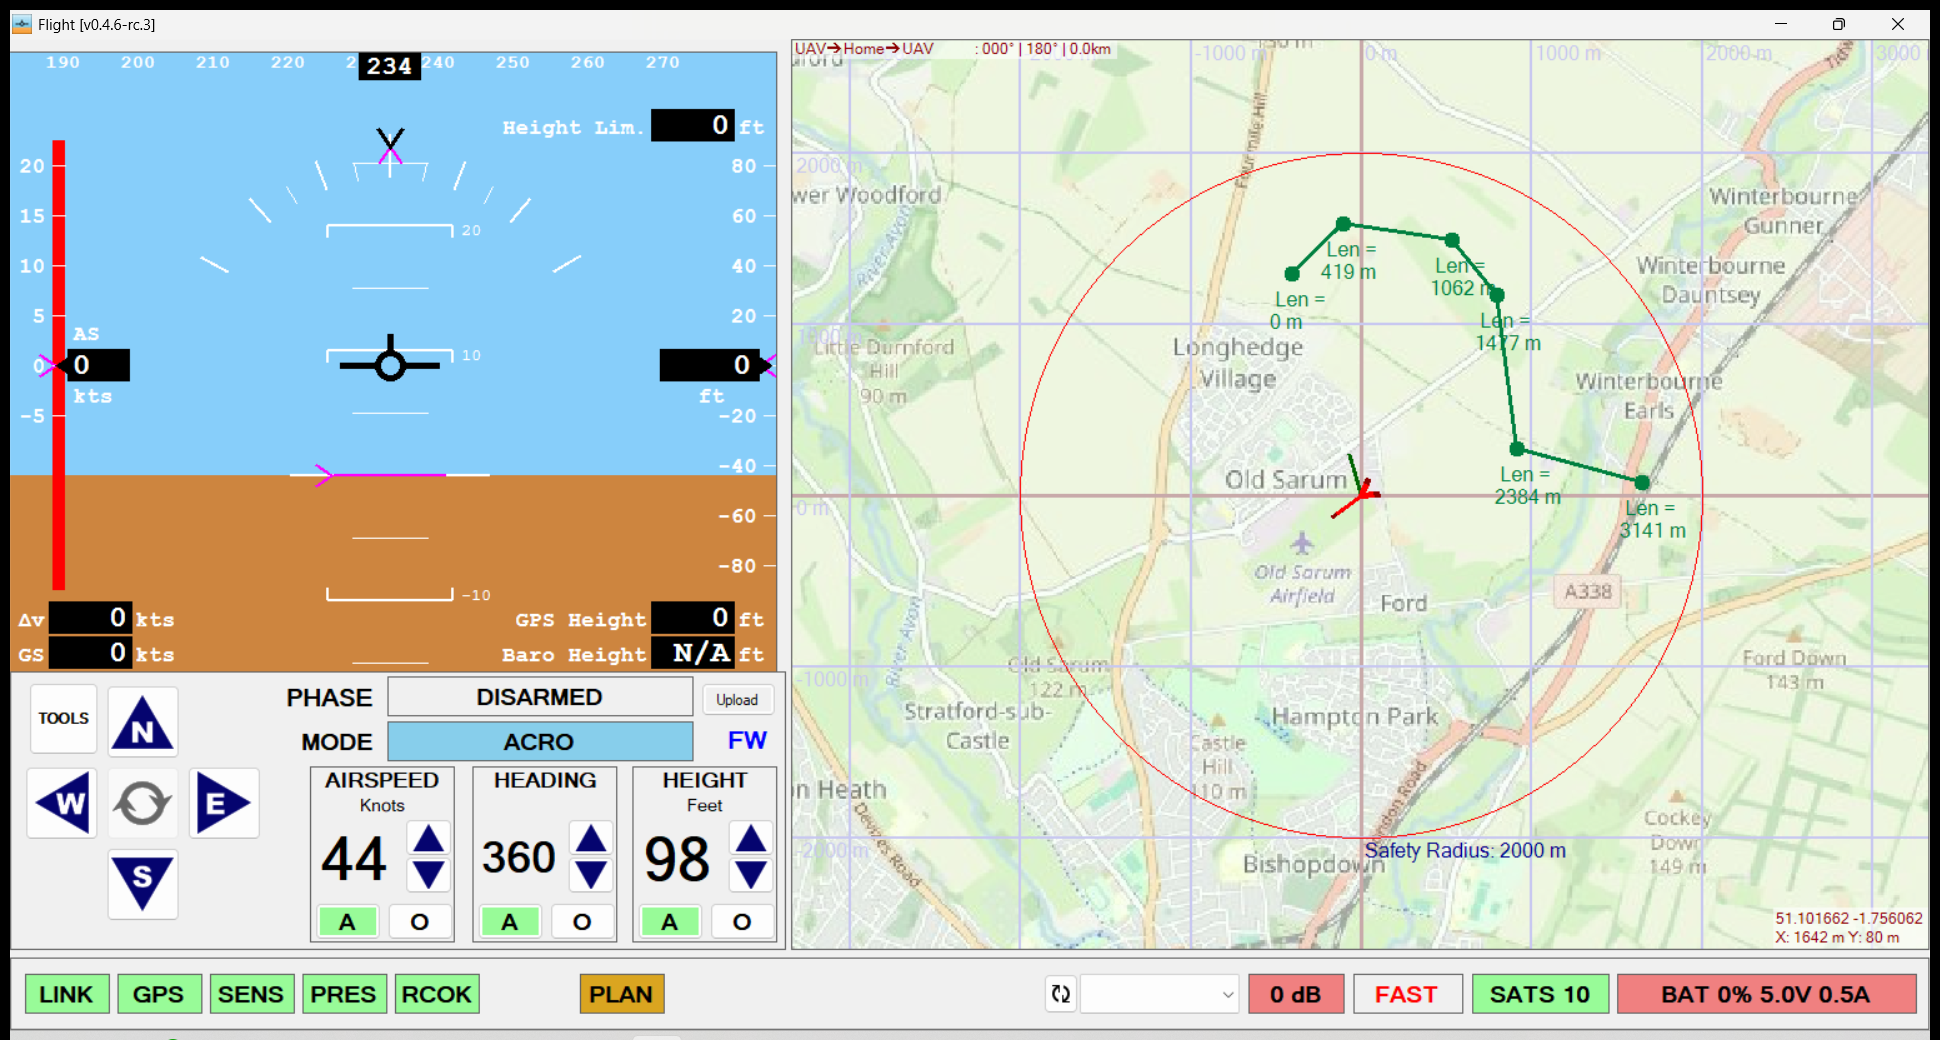 Flight [v0.4.6-rc.3]
190 200 210 220 2 234 240 250 260 270
Height Lim. 0 ft
20 80
15 60
10 40
5 20
0
-5 -20
-40
-60
-80
20
10
-10
AS
0
kts
0
ft
Δv 0 kts
GS 0 kts
GPS Height 0 ft
Baro Height N/A ft
TOOLS
N
W
E
S
PHASE DISARMED Upload
MODE ACRO FW
AIRSPEED
Knots
44
A O
HEADING
360
A O
HEIGHT
Feet
98
A O
UAV→Home→UAV : 000° | 180° | 0.0km
-1000 m 0 m 1000 m 2000 m 3000
2000 m
1000 m
0 m
-1000 m
-2000 m
wer Woodford
River Avon
Four mile Hill
Winterbourne
Gunner
Winterbourne
Dauntsey
Winterbourne
Earls
Little Durnford
Hill
90 m
Longhedge
Village
Len =
0 m
Len =
419 m
Len =
1062 m
Len =
1477 m
Len =
2384 m
Len =
3141 m
Old Sarum
Old Sarum
Airfield
Ford
A338
River Avon
Old Sarum
122 m
Ford Down
143 m
Stratford-sub-
Castle
Castle
Hill
110 m
Hampton Park
n Heath
Devizes Road
ndon Road
Cockey
Down
149 m
Bishopdown
Safety Radius: 2000 m
51.101662 -1.756062
X: 1642 m Y: 80 m
LINK GPS SENS PRES RCOK PLAN 0 dB FAST SATS 10 BAT 0% 5.0V 0.5A